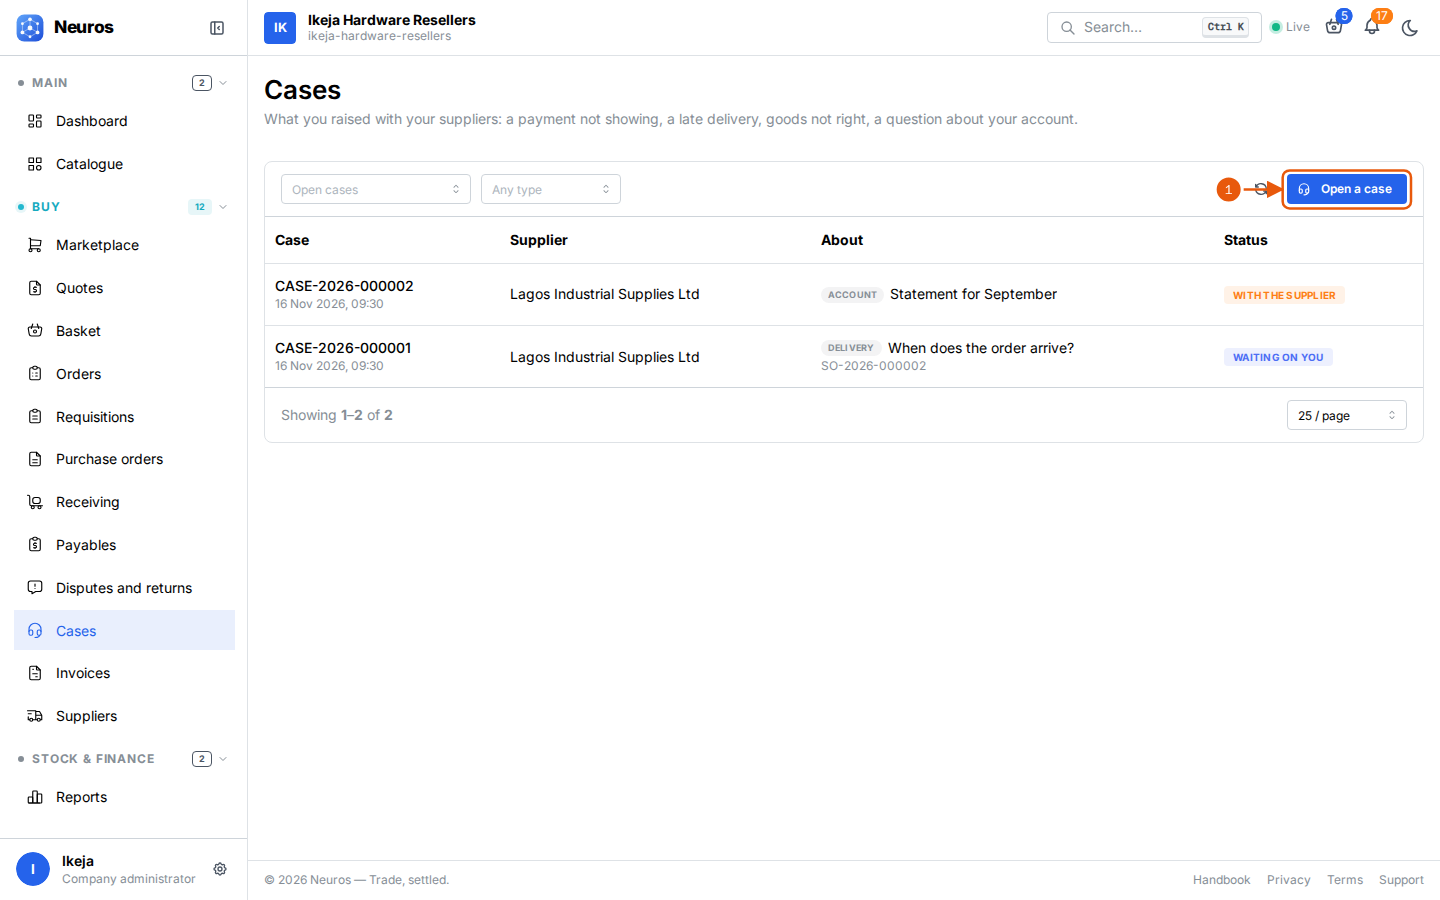 Neuros
IK
Ikeja Hardware Resellers
ikeja-hardware-resellers
Search...
Ctrl K
Live
5
17
MAIN
2
Dashboard
Catalogue
BUY
12
Marketplace
Quotes
Basket
Orders
Requisitions
Purchase orders
Receiving
Payables
Disputes and returns
Cases
Invoices
Suppliers
STOCK & FINANCE
2
Reports
I
Ikeja
Company administrator
Cases
What you raised with your suppliers: a payment not showing, a late delivery, goods not right, a question about your account.
Open cases
Any type
1
Open a case
Case
Supplier
About
Status
CASE-2026-000002
16 Nov 2026, 09:30
Lagos Industrial Supplies Ltd
ACCOUNT Statement for September
WITH THE SUPPLIER
CASE-2026-000001
16 Nov 2026, 09:30
Lagos Industrial Supplies Ltd
DELIVERY When does the order arrive?
SO-2026-000002
WAITING ON YOU
Showing 1–2 of 2
25 / page
© 2026 Neuros — Trade, settled.
Handbook
Privacy
Terms
Support